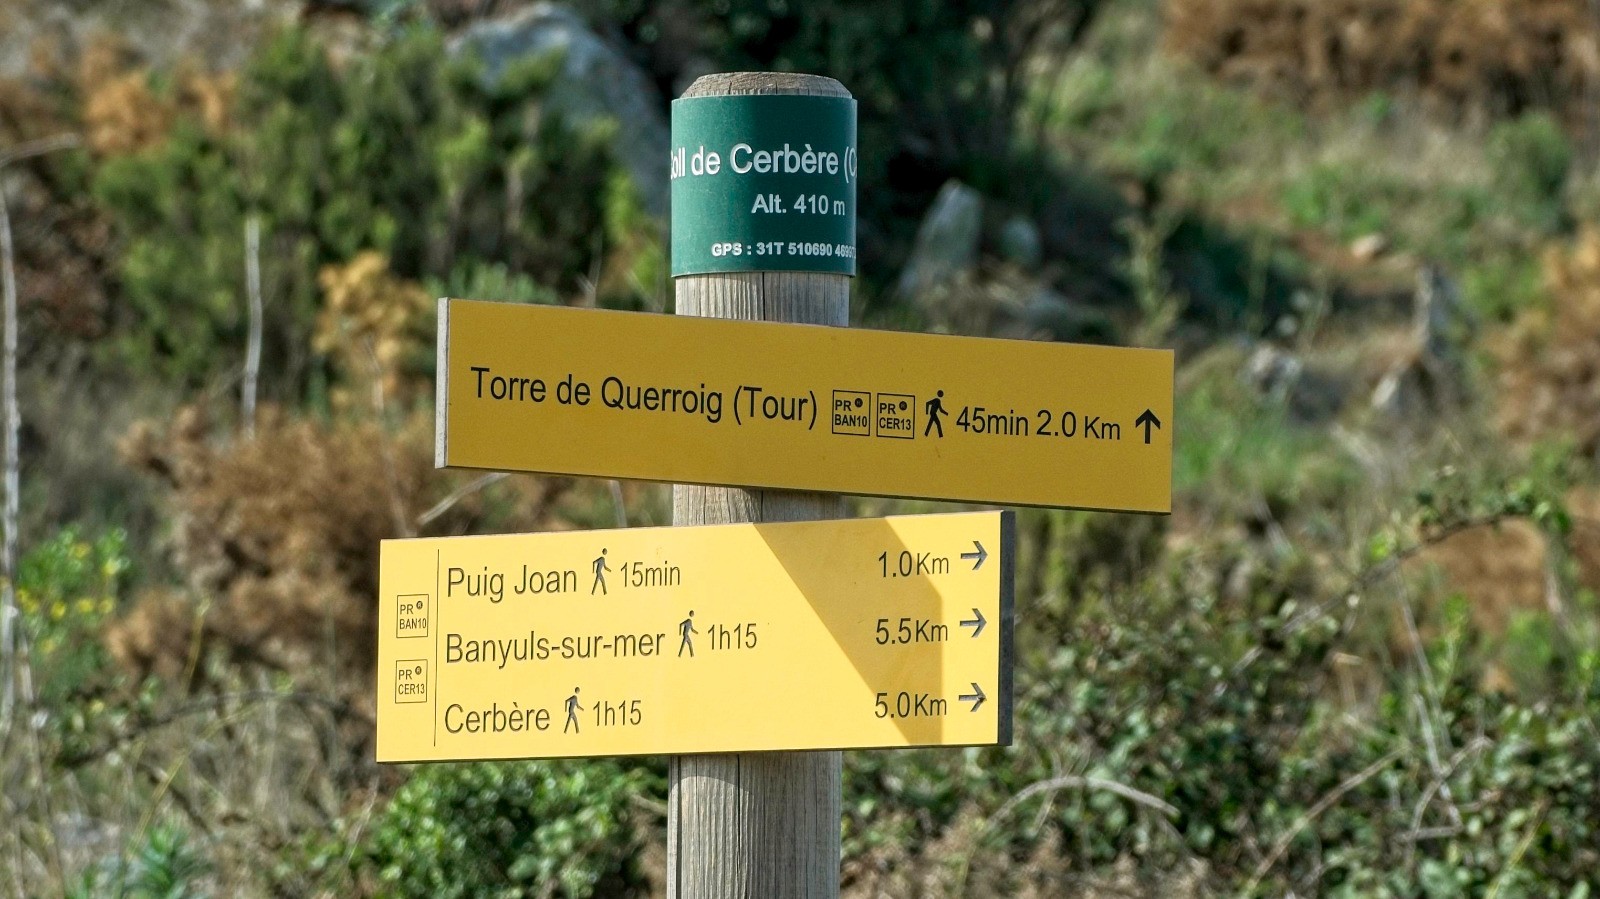 Coll de Cerbère
Alt. 410 m
GPS : 31T 510690
Torre de Querroig (Tour) PR BAN10 PR CER13 45min 2.0 Km ↑
Puig Joan 15min 1.0Km →
PR BAN10
Banyuls-sur-mer 1h15 5.5Km →
PR CER13
Cerbère 1h15 5.0Km →